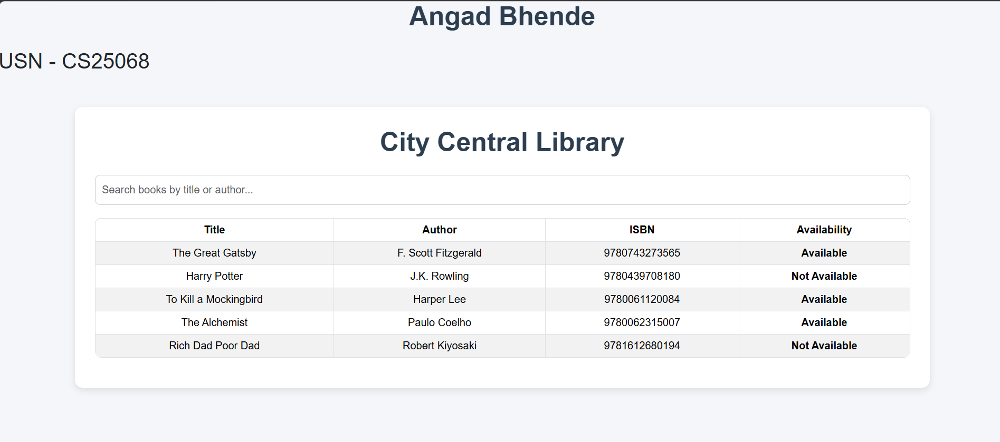 Angad Bhende
USN - CS25068
City Central Library
Search books by title or author...
Title Author ISBN Availability
The Great Gatsby F. Scott Fitzgerald 9780743273565 Available
Harry Potter J.K. Rowling 9780439708180 Not Available
To Kill a Mockingbird Harper Lee 9780061120084 Available
The Alchemist Paulo Coelho 9780062315007 Available
Rich Dad Poor Dad Robert Kiyosaki 9781612680194 Not Available